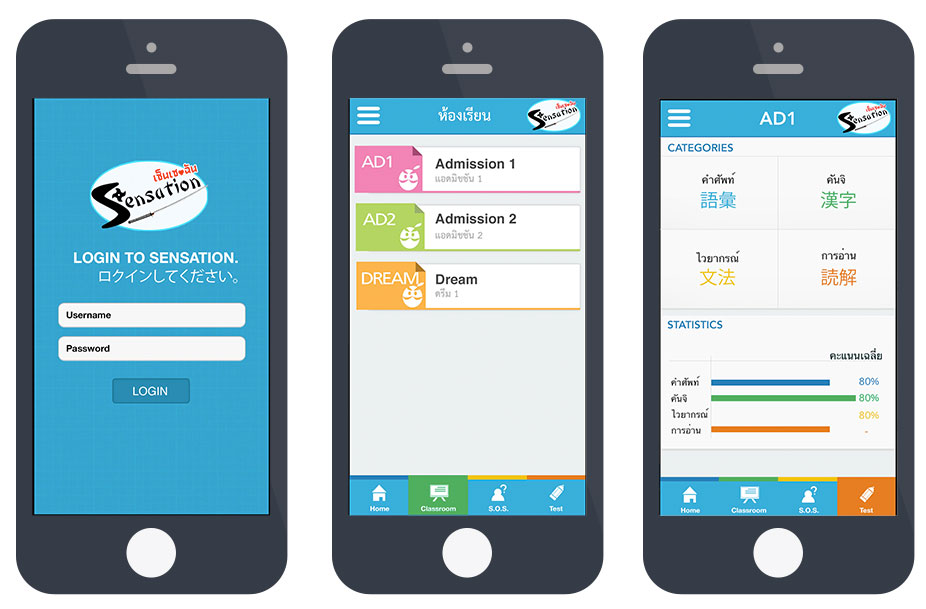 เซ็นเซชัน
Sensation
LOGIN TO SENSATION.
ロクインしてください。
Username
Password
LOGIN
ห้องเรียน
เซ็นเซชัน
Sensation
AD1
Admission 1
แอดมิชชัน 1
AD2
Admission 2
แอดมิชชัน 2
DREAM
Dream
ดรีม 1
Home
Classroom
S.O.S.
Test
AD1
เซ็นเซชัน
Sensation
CATEGORIES
คำศัพท์
語彙
คันจิ
漢字
ไวยากรณ์
文法
การอ่าน
読解
STATISTICS
คะแนนเฉลี่ย
คำศัพท์ 80%
คันจิ 80%
ไวยากรณ์ 80%
การอ่าน -
Home
Classroom
S.O.S.
Test